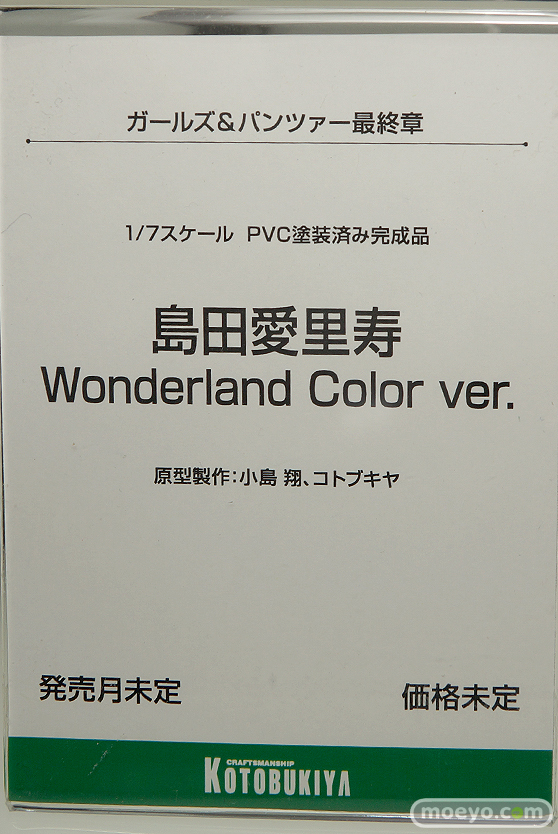 ガールズ&パンツァー最終章
1/7スケール PVC塗装済み完成品
島田愛里寿
Wonderland Color ver.
原型製作:小島 翔、コトブキヤ
発売月未定
価格未定
CRAFTSMANSHIP
KOTOBUKIYA
moeyo.com